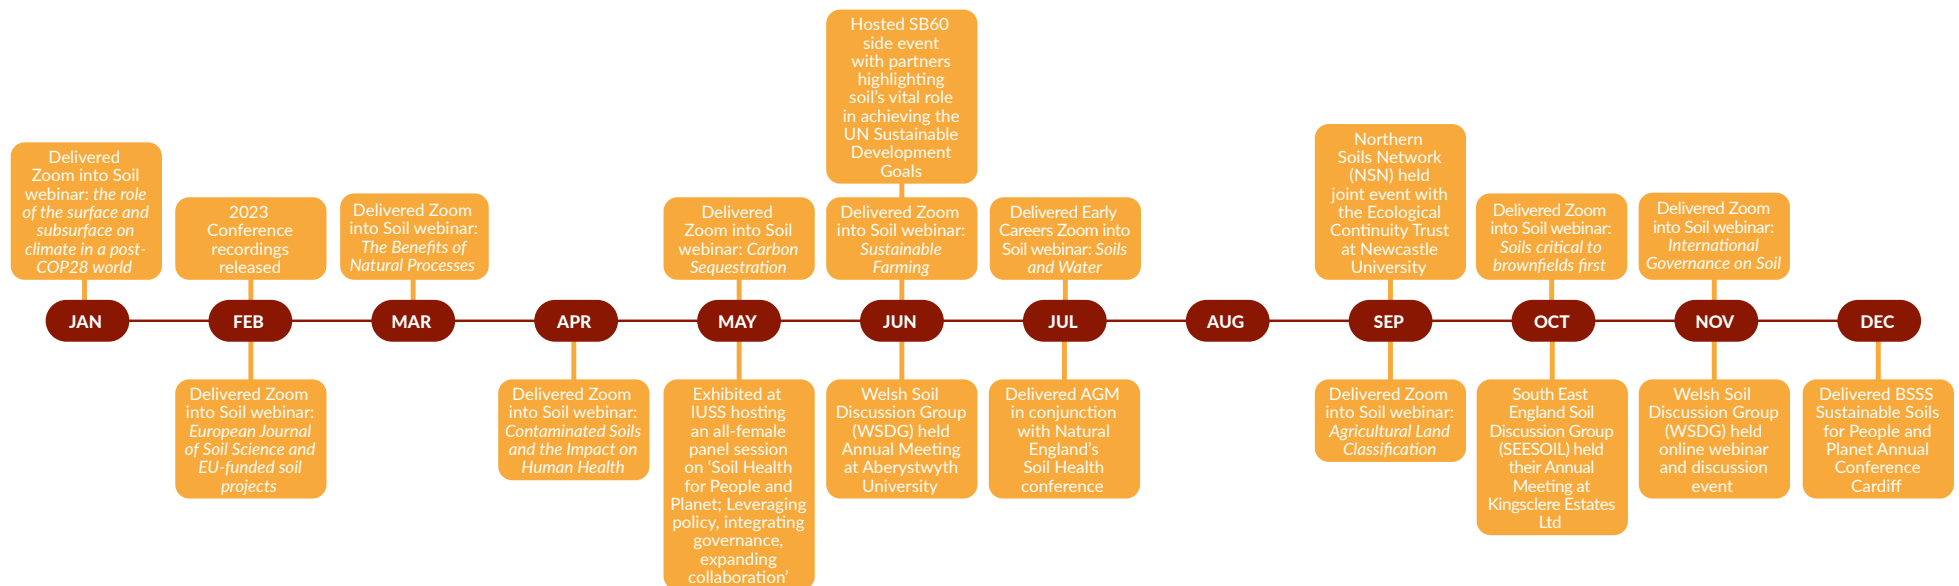 Hosted SB60
side event
with partners
highlighting
soil's vital role
in achieving the
UN Sustainable
Development
Goals
Delivered
Zoom into Soil
webinar: the role
of the surface and
subsurface on
climate in a post-
COP28 world
2023
Conference
recordings
released
Delivered Zoom
into Soil webinar:
The Benefits of
Natural Processes
Delivered
Zoom into Soil
webinar: Carbon
Sequestration
Delivered Zoom
into Soil webinar:
Sustainable
Farming
Delivered Early
Careers Zoom into
Soil webinar: Soils
and Water
Northern
Soils Network
(NSN) held
joint event with
the Ecological
Continuity Trust
at Newcastle
University
Delivered Zoom
into Soil webinar:
Soils critical to
brownfields first
Delivered Zoom
into Soil webinar:
International
Governance on Soil
JAN
FEB
MAR
APR
MAY
JUN
JUL
AUG
SEP
OCT
NOV
DEC
Delivered Zoom
into Soil webinar:
European Journal
of Soil Science and
EU-funded soil
projects
Delivered Zoom
into Soil webinar:
Contaminated Soils
and the Impact on
Human Health
Exhibited at
IUSS hosting
an all-female
panel session
on ‘Soil Health
for People and
Planet; Leveraging
policy, integrating
governance,
expanding
collaboration’
Welsh Soil
Discussion Group
(WSDG) held
Annual Meeting
at Aberystwyth
University
Delivered AGM
in conjunction
with Natural
England's
Soil Health
conference
Delivered Zoom
into Soil webinar:
Agricultural Land
Classification
South East
England Soil
Discussion Group
(SEESOIL) held
their Annual
Meeting at
Kingsclere Estates
Ltd
Welsh Soil
Discussion Group
(WSDG) held
online webinar
and discussion
event
Delivered BSSS
Sustainable Soils
for People and
Planet Annual
Conference
Cardiff